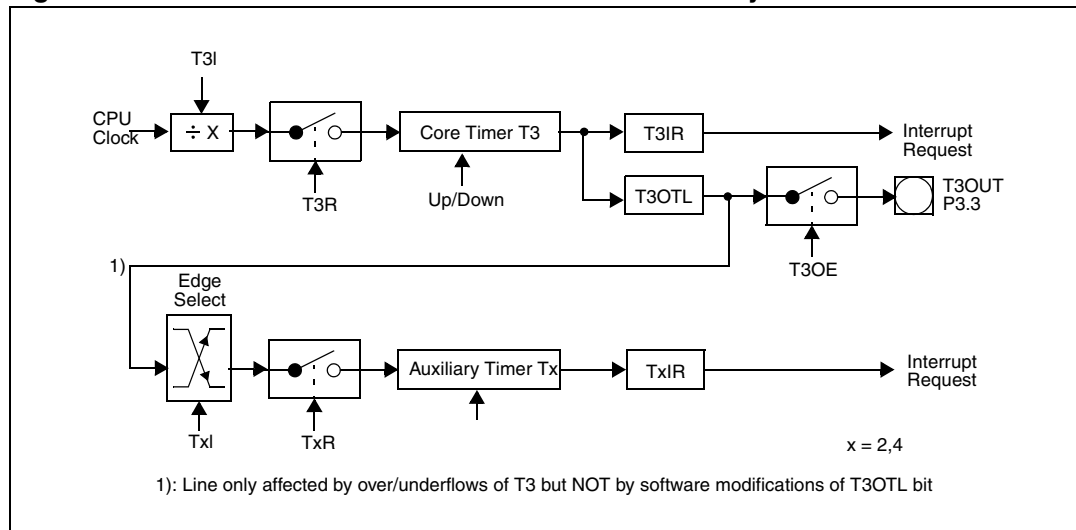 T3I
CPU
Clock
÷ X
T3R
Core Timer T3
Up/Down
T3IR
Interrupt
Request
T3OTL
T3OUT
P3.3
T3OE
1)
Edge
Select
TxI
TxR
Auxiliary Timer Tx
TxIR
Interrupt
Request
x = 2,4
1): Line only affected by over/underflows of T3 but NOT by software modifications of T3OTL bit